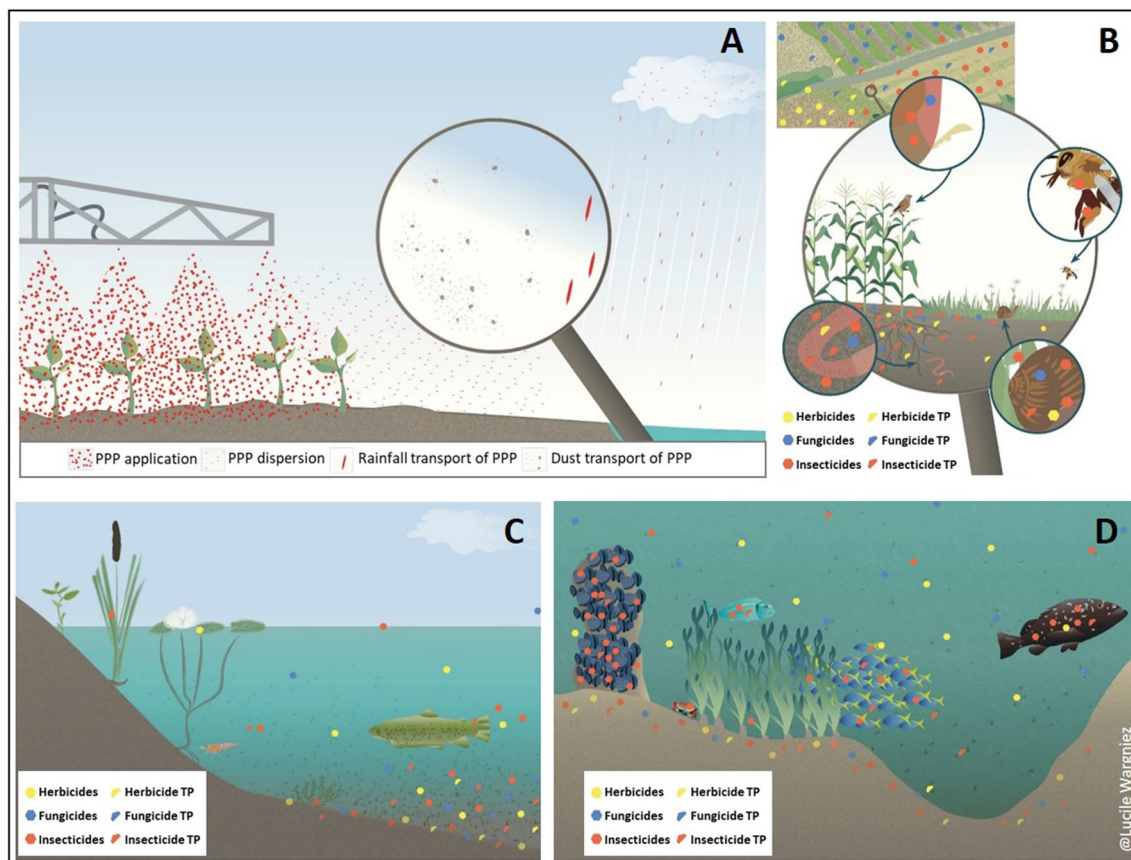 A
B
PPP application PPP dispersion Rainfall transport of PPP Dust transport of PPP
Herbicides Herbicide TP
Fungicides Fungicide TP
Insecticides Insecticide TP
C
Herbicides Herbicide TP
Fungicides Fungicide TP
Insecticides Insecticide TP
D
Herbicides Herbicide TP
Fungicides Fungicide TP
Insecticides Insecticide TP
@Lucile Wargniez